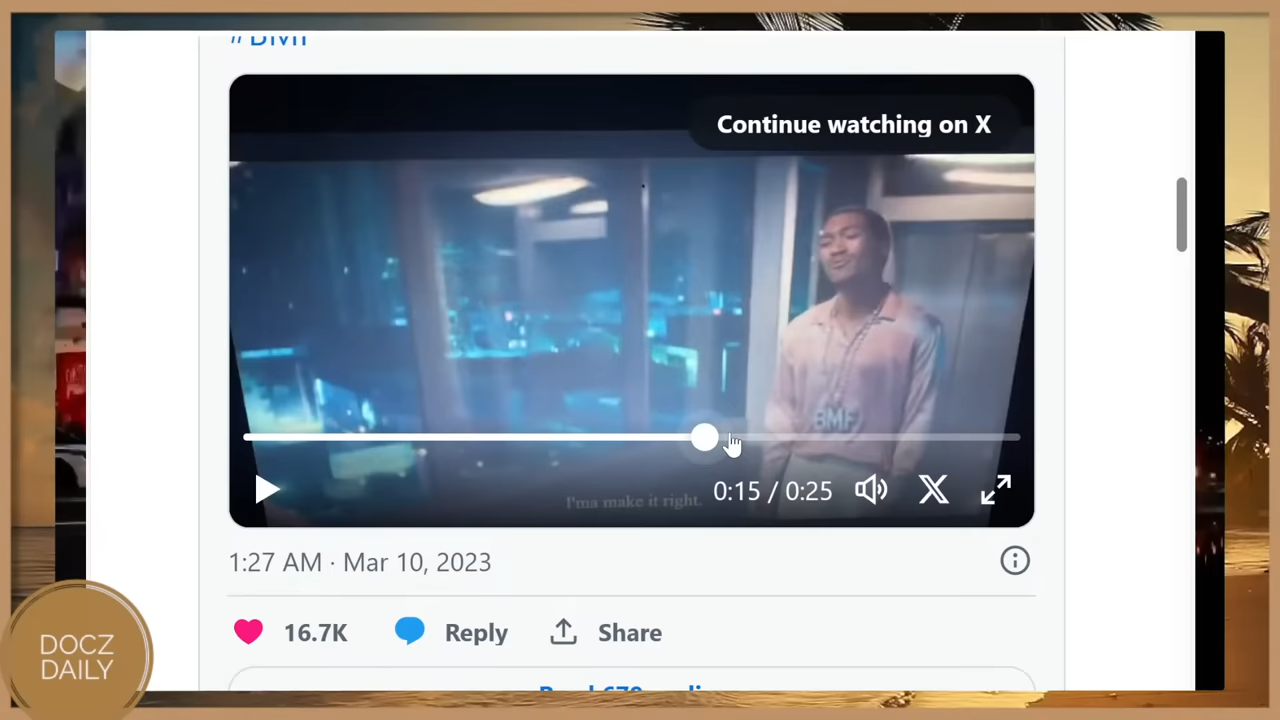 Continue watching on X
BMF
I'ma make it right.
0:15 / 0:25
1:27 AM · Mar 10, 2023
16.7K
Reply
Share
DOCZ
DAILY